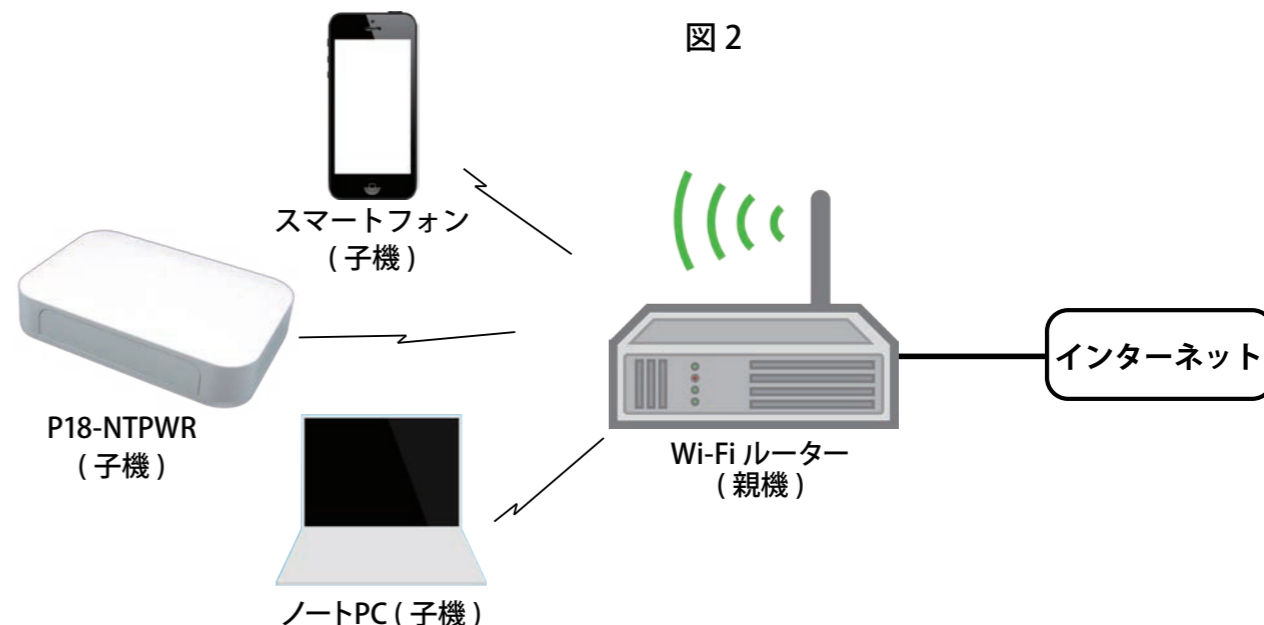 図 2
スマートフォン
( 子機 )
P18-NTPWR
( 子機 )
ノートPC ( 子機 )
Wi-Fi ルーター
( 親機 )
インターネット